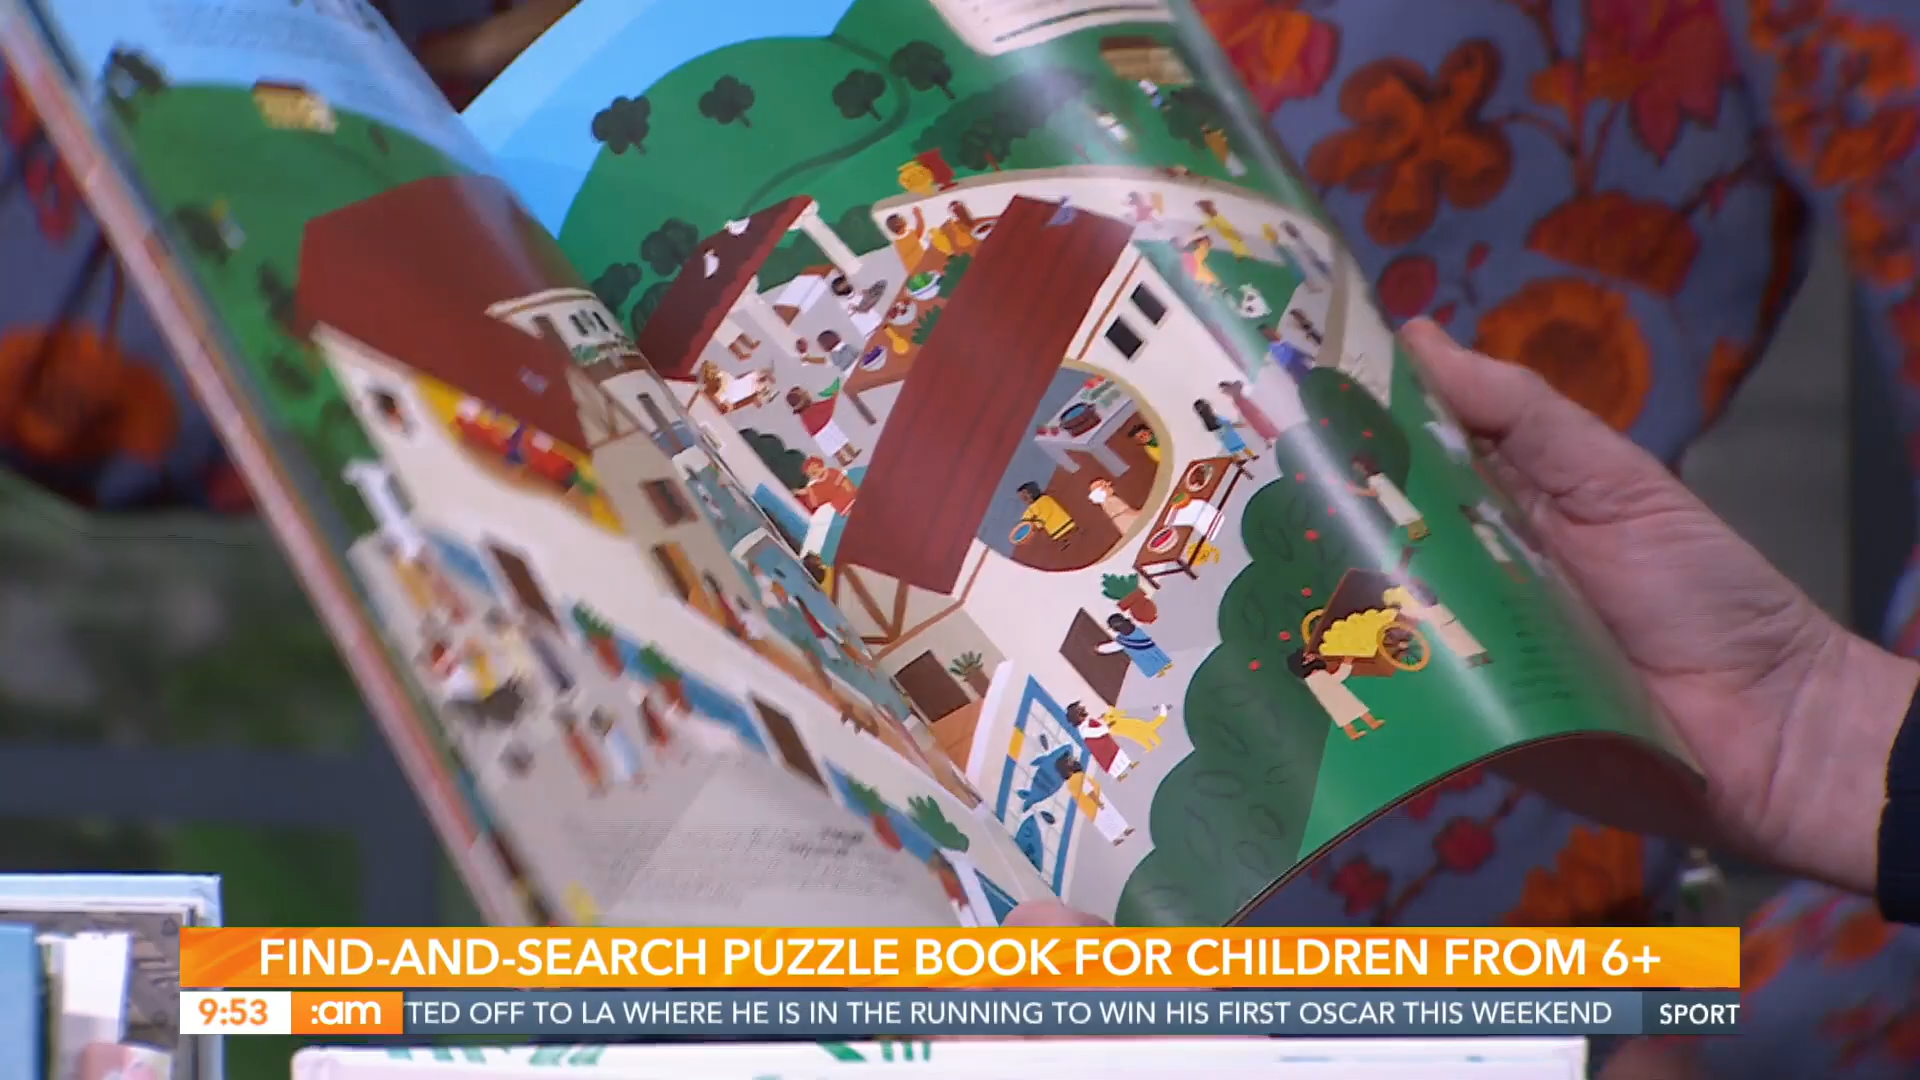 FIND-AND-SEARCH PUZZLE BOOK FOR CHILDREN FROM 6+
9:53 :am TED OFF TO LA WHERE HE IS IN THE RUNNING TO WIN HIS FIRST OSCAR THIS WEEKEND SPORT